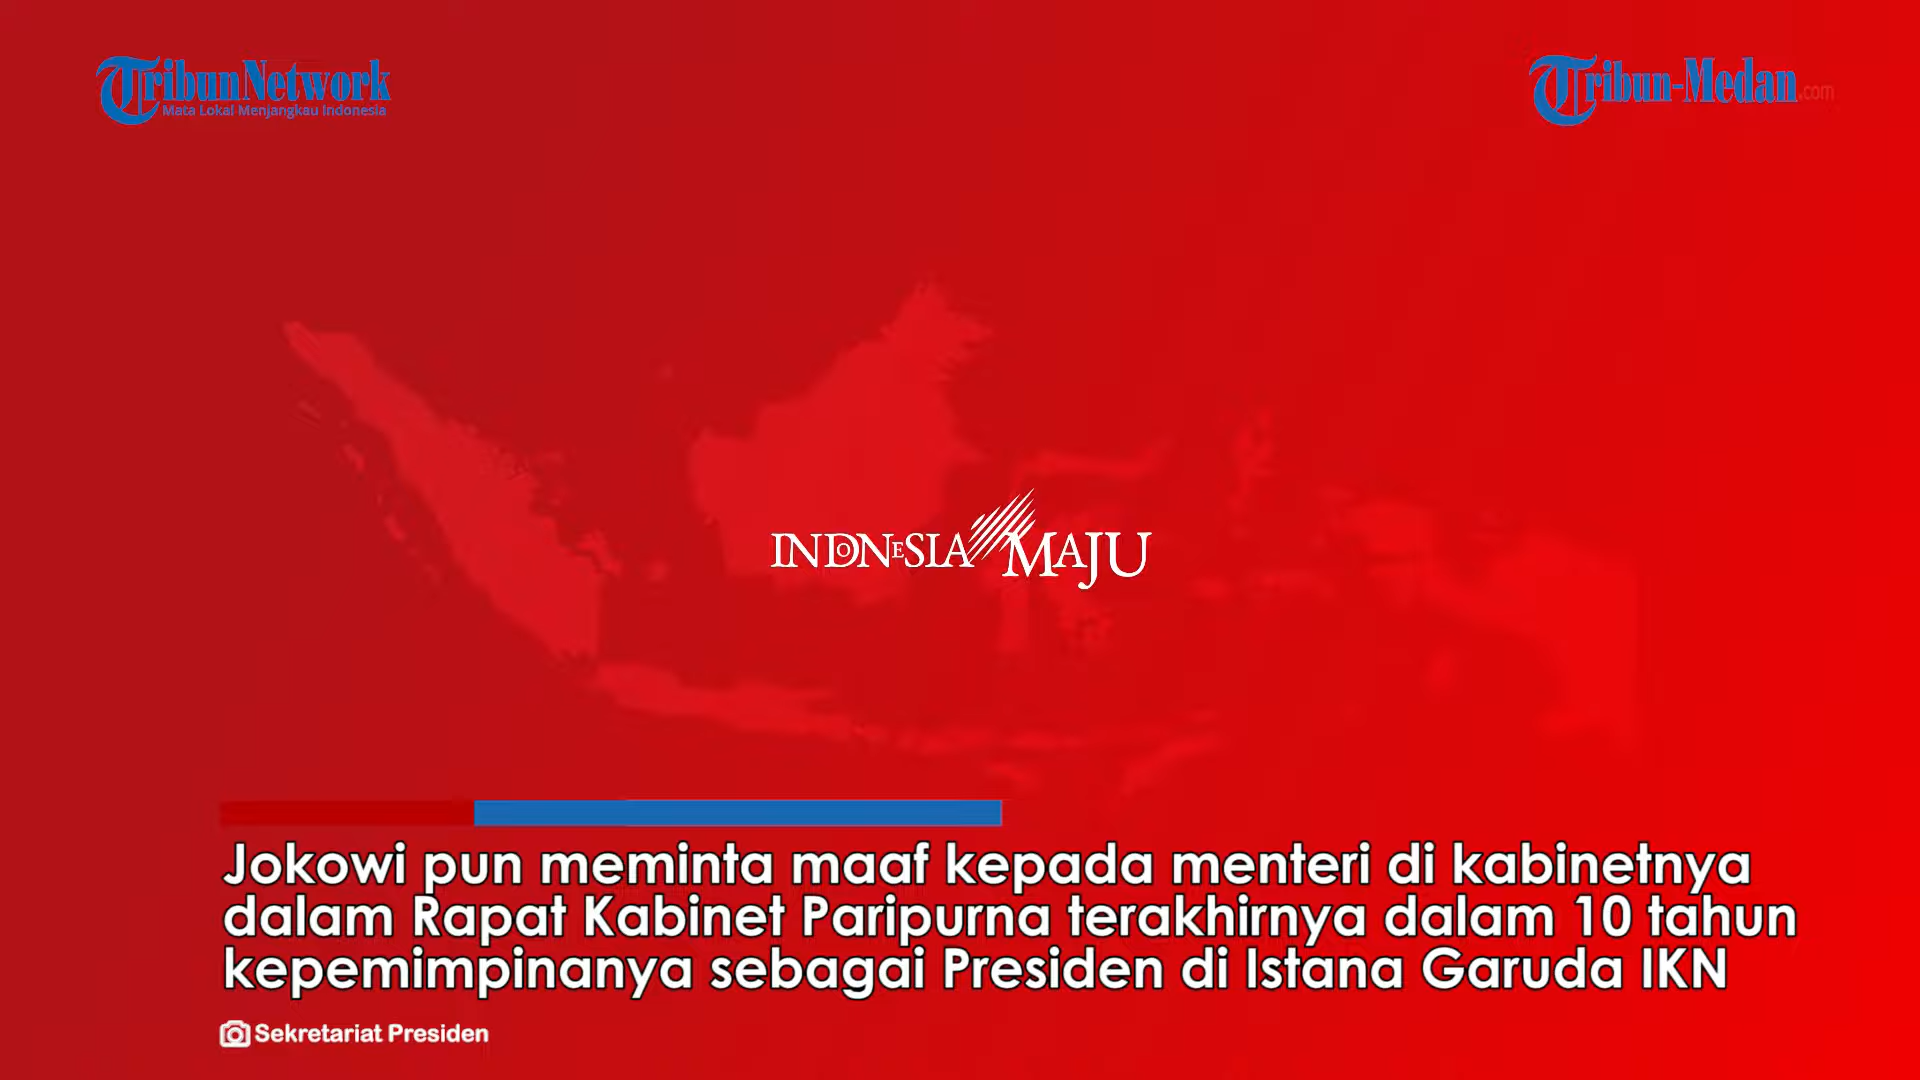 TribunNetwork
Mata Lokal Menjangkau Indonesia
Tribun-Medan.com
INDONESIA MAJU
Jokowi pun meminta maaf kepada menteri di kabinetnya
dalam Rapat Kabinet Paripurna terakhirnya dalam 10 tahun
kepemimpinanya sebagai Presiden di Istana Garuda IKN
Sekretariat Presiden